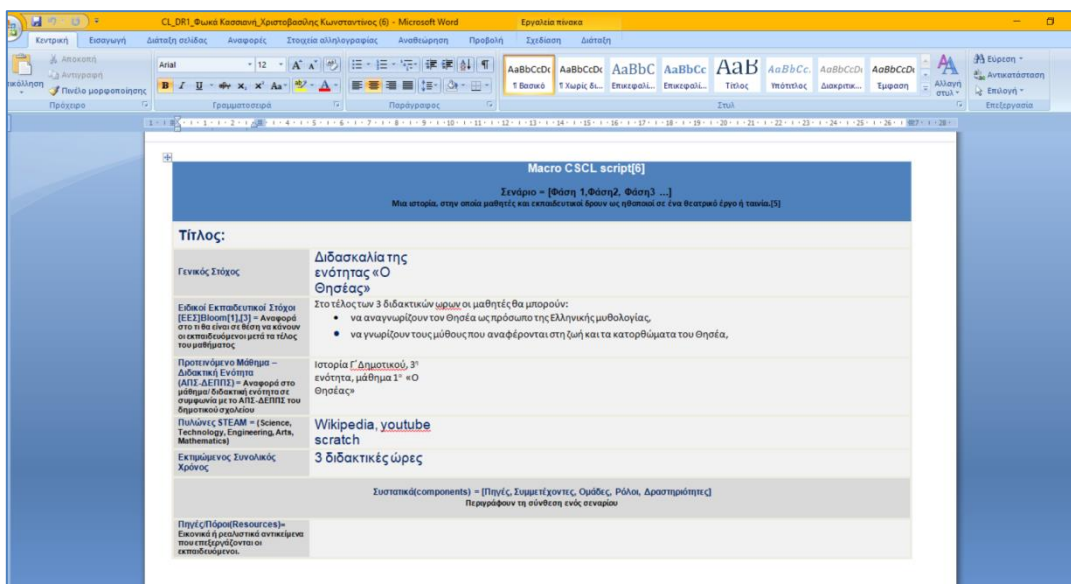 CL_DR1_Φωκά Κασσιανή_Χριστοβασίλης Κωνσταντίνος (6) - Microsoft Word
Εργαλεία πίνακα
Κεντρική Εισαγωγή Διάταξη σελίδας Αναφορές Στοιχεία αλληλογραφίας Αναθεώρηση Προβολή Σχεδίαση Διάταξη
Αποκοπή
Αντιγραφή
Πινέλο μορφοποίησης
Πρόχειρο
Arial 12
Γραμματοσειρά
Παράγραφος
AaBbCcDc AaBbCcDc AaBbC AaBbCc AaB AaBbCc. AaBbCcDi AaBbCcDi
¶ Βασικό ¶ Χωρίς δι... Επικεφαλί... Επικεφαλί... Τίτλος Υπότιτλος Διακριτικ... Έμφαση
Αλλαγή στυλ
Στυλ
Εύρεση
Αντικατάσταση
Επιλογή
Επεξεργασία
Macro CSCL script[6]
Σενάριο = [Φάση 1,Φάση2, Φάση3 ...]
Μια ιστορία, στην οποία μαθητές και εκπαιδευτικοί δρουν ως ηθοποιοί σε ένα θεατρικό έργο ή ταινία.[5]
Τίτλος:
Γενικός Στόχος
Διδασκαλία της
ενότητας «Ο
Θησέας»
Ειδικοί Εκπαιδευτικοί Στόχοι
[ΕΕΣ]Bloom[1],[3] = Αναφορά
στο τι θα είναι σε θέση να κάνουν
οι εκπαιδευόμενοι μετά το τέλος
του μαθήματος
Στο τέλος των 3 διδακτικών ωρων οι μαθητές θα μπορούν:
• να αναγνωρίζουν τον Θησέα ως πρόσωπο της Ελληνικής μυθολογίας,
• να γνωρίζουν τους μύθους που αναφέρονται στη ζωή και τα κατορθώματα του Θησέα,
Προτεινόμενο Μάθημα –
Διδακτική Ενότητα
(ΑΠΣ-ΔΕΠΠΣ) = Αναφορά στο
μάθημα/ διδακτική ενότητα σε
συμφωνία με το ΑΠΣ-ΔΕΠΠΣ του
δημοτικού σχολείου
Ιστορία Γ΄Δημοτικού, 3η
ενότητα, μάθημα 1ο «Ο
Θησέας»
Πυλώνες STEAM = (Science,
Technology, Engineering, Arts,
Mathematics)
Wikipedia, youtube
scratch
Εκτιμώμενος Συνολικός
Χρόνος
3 διδακτικές ώρες
Συστατικά(components) = [Πηγές, Συμμετέχοντες, Ομάδες, Ρόλοι, Δραστηριότητες]
Περιγράφουν τη σύνθεση ενός σεναρίου
Πηγές/Πόροι(Resources)=
Εικονικά ή ρεαλιστικά αντικείμενα
που επεξεργάζονται οι
εκπαιδευόμενοι.